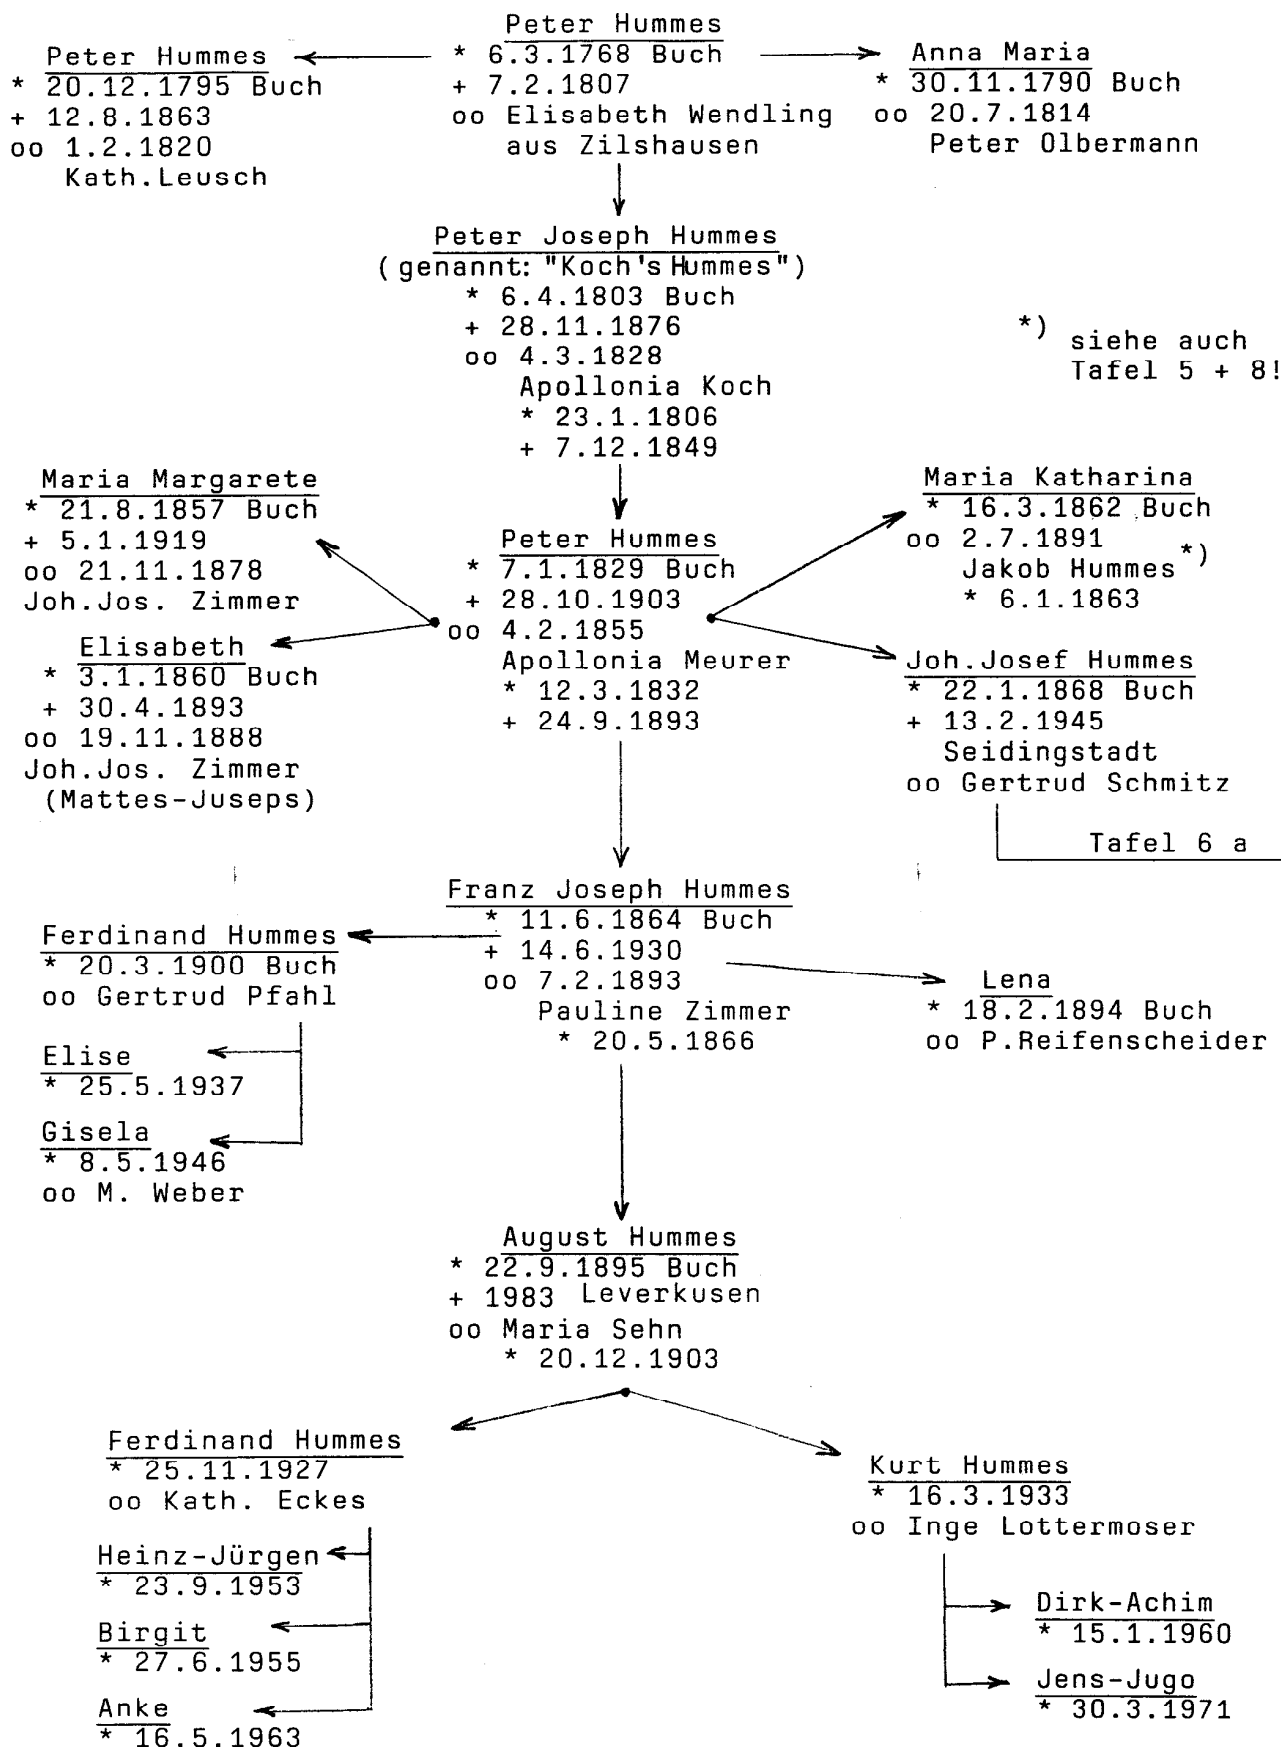 Peter Hummes
* 6.3.1768 Buch
+ 7.2.1807
oo Elisabeth Wendling
aus Zilshausen
Peter Hummes
* 20.12.1795 Buch
+ 12.8.1863
oo 1.2.1820
Kath.Leusch
Anna Maria
* 30.11.1790 Buch
oo 20.7.1814
Peter Olbermann
Peter Joseph Hummes
(genannt: "Koch's Hummes")
* 6.4.1803 Buch
+ 28.11.1876
oo 4.3.1828
Apollonia Koch
* 23.1.1806
+ 7.12.1849
*) siehe auch
Tafel 5 + 8!
Maria Margarete
* 21.8.1857 Buch
+ 5.1.1919
oo 21.11.1878
Joh.Jos. Zimmer
Elisabeth
* 3.1.1860 Buch
+ 30.4.1893
oo 19.11.1888
Joh.Jos. Zimmer
(Mattes-Juseps)
Peter Hummes
* 7.1.1829 Buch
+ 28.10.1903
oo 4.2.1855
Apollonia Meurer
* 12.3.1832
+ 24.9.1893
Maria Katharina
* 16.3.1862 Buch
oo 2.7.1891
Jakob Hummes *)
* 6.1.1863
Joh.Josef Hummes
* 22.1.1868 Buch
+ 13.2.1945
Seidingstadt
oo Gertrud Schmitz
Tafel 6 a
Franz Joseph Hummes
* 11.6.1864 Buch
+ 14.6.1930
oo 7.2.1893
Pauline Zimmer
* 20.5.1866
Ferdinand Hummes
* 20.3.1900 Buch
oo Gertrud Pfahl
Elise
* 25.5.1937
Gisela
* 8.5.1946
oo M. Weber
Lena
* 18.2.1894 Buch
oo P.Reifenscheider
August Hummes
* 22.9.1895 Buch
+ 1983 Leverkusen
oo Maria Sehn
* 20.12.1903
Ferdinand Hummes
* 25.11.1927
oo Kath. Eckes
Heinz-Jürgen
* 23.9.1953
Birgit
* 27.6.1955
Anke
* 16.5.1963
Kurt Hummes
* 16.3.1933
oo Inge Lottermoser
Dirk-Achim
* 15.1.1960
Jens-Jugo
* 30.3.1971